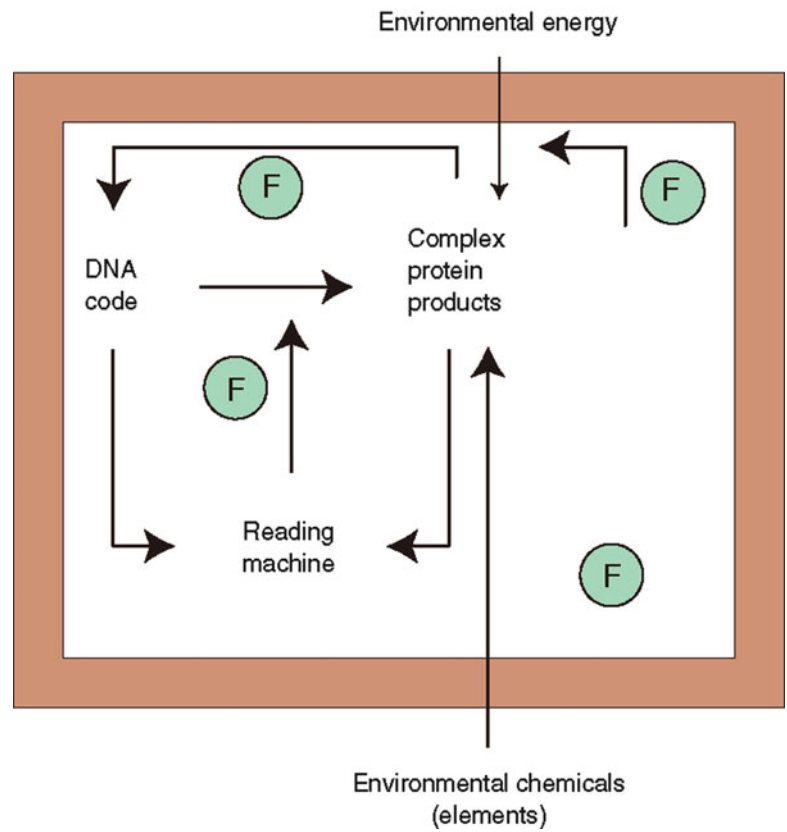 Environmental energy
F
F
DNA
code
Complex
protein
products
F
Reading
machine
F
Environmental chemicals
(elements)